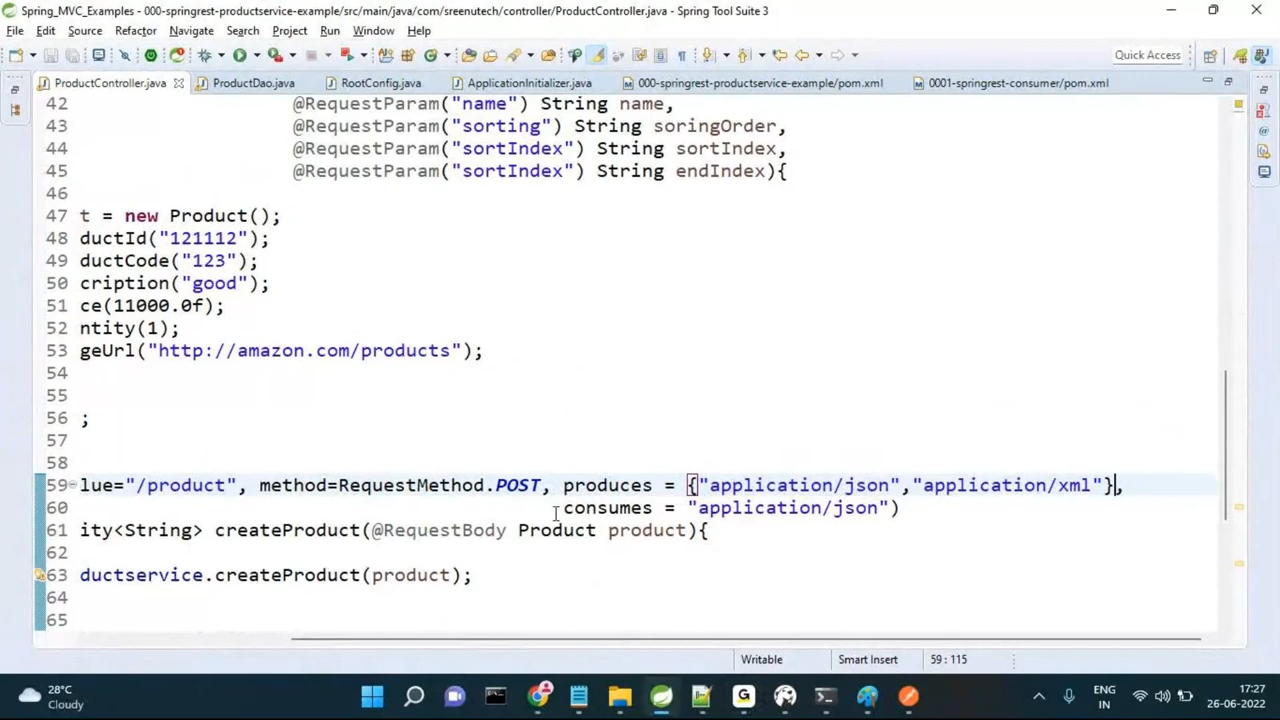 Spring_MVC_Examples - 000-springrest-productservice-example/src/main/java/com/sreenutech/controller/ProductController.java - Spring Tool Suite 3
File Edit Source Refactor Navigate Search Project Run Window Help
Quick Access
ProductController.java ProductDao.java RootConfig.java ApplicationInitializer.java 000-springrest-productservice-example/pom.xml 0001-springrest-consumer/pom.xml
42 @RequestParam("name") String name,
43 @RequestParam("sorting") String soringOrder,
44 @RequestParam("sortIndex") String sortIndex,
45 @RequestParam("sortIndex") String endIndex){
46
47 t = new Product();
48 ductId("121112");
49 ductCode("123");
50 cription("good");
51 ce(11000.0f);
52 ntity(1);
53 geUrl("http://amazon.com/products");
54
55
56 ;
57
58
59 lue="/product", method=RequestMethod.POST, produces = {"application/json","application/xml"},
60 consumes = "application/json")
61 ity<String> createProduct(@RequestBody Product product){
62
63 ductservice.createProduct(product);
64
65
Writable Smart Insert 59 : 115
28°C
Cloudy
ENG
IN
17:27
26-06-2022